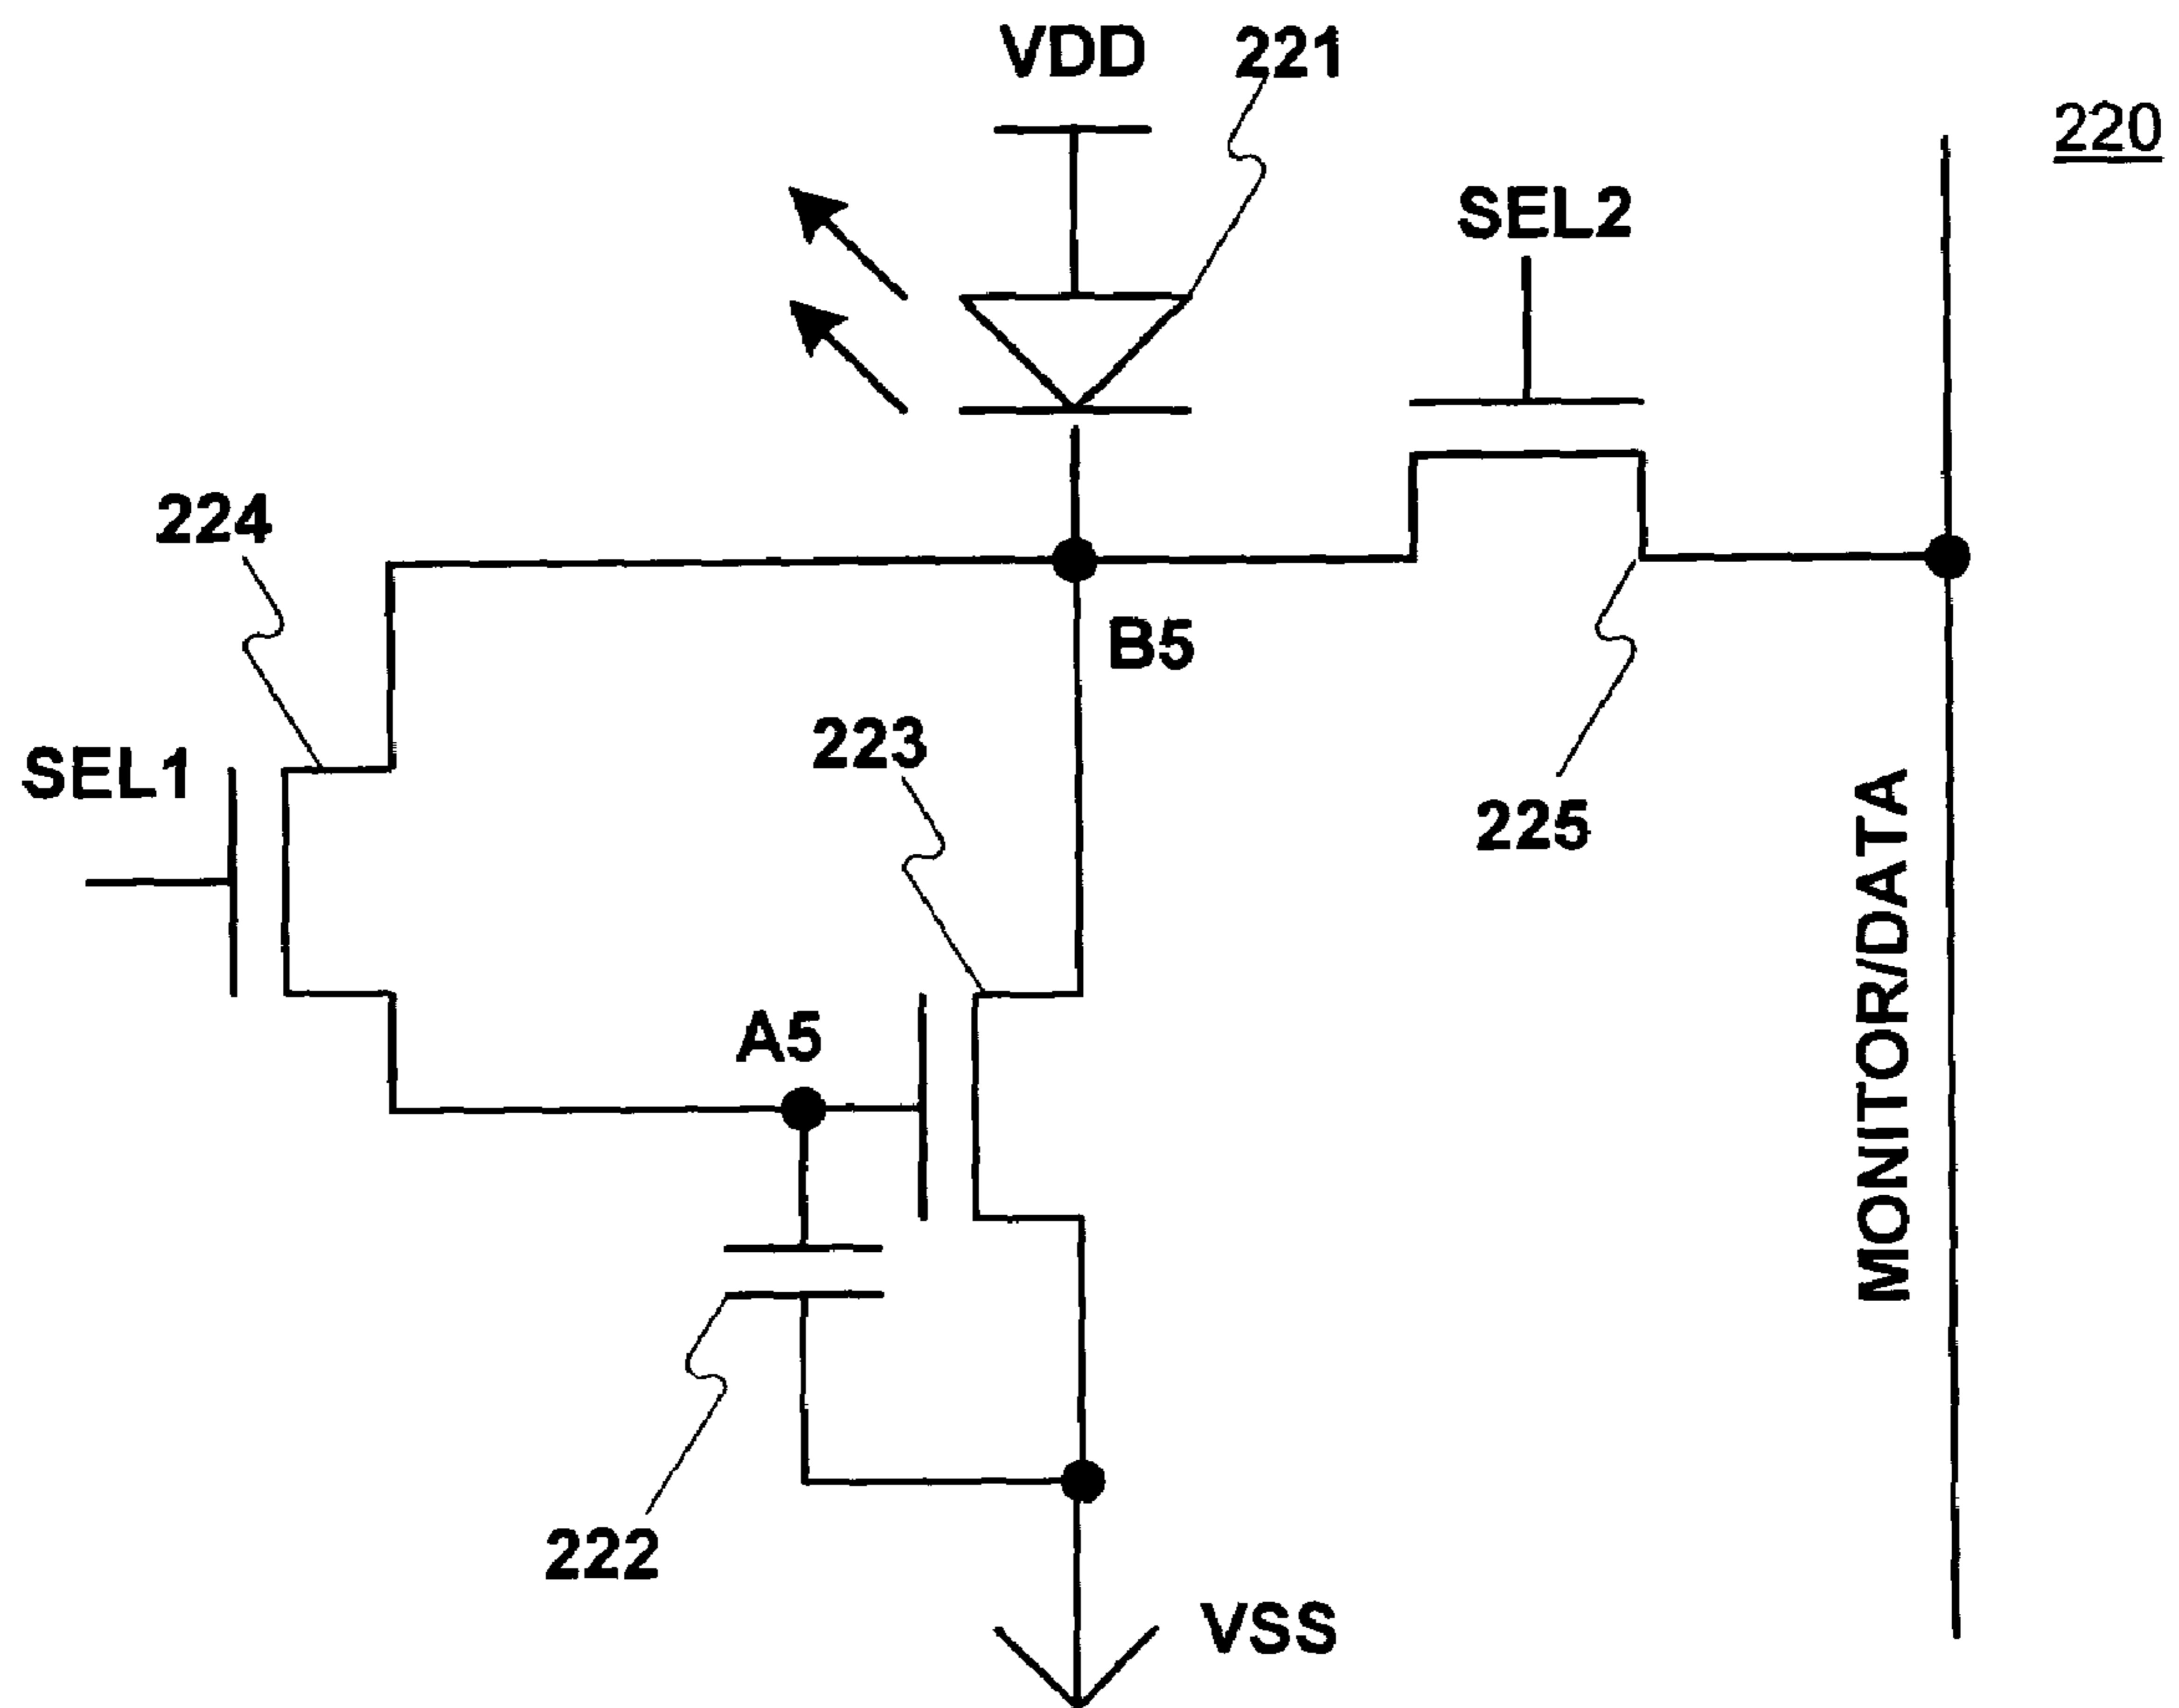 VDD
221
220
SEL2
224
B5
223
SEL1
225
A5
MONITOR/DATA
222
VSS